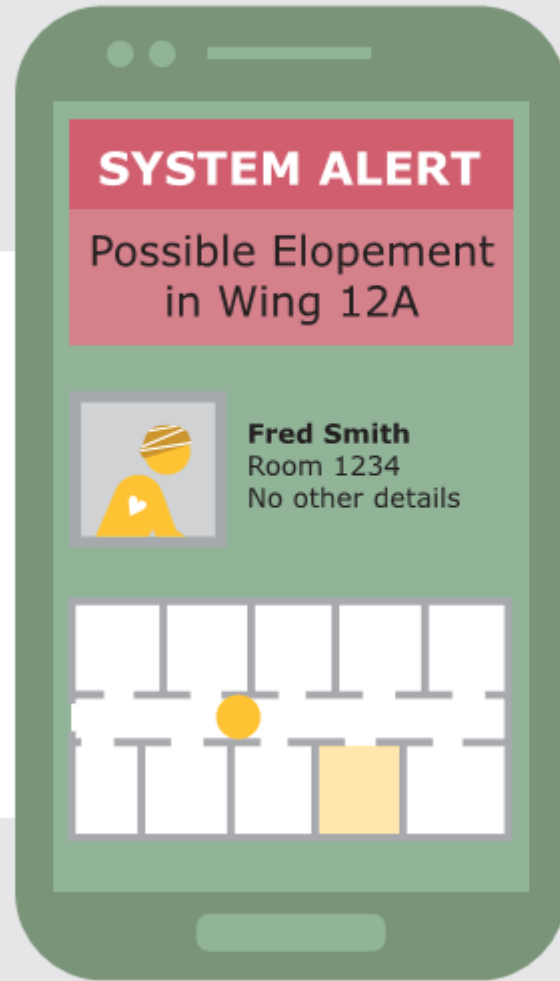 SYSTEM ALERT
Possible Elopement
in Wing 12A
Fred Smith
Room 1234
No other details